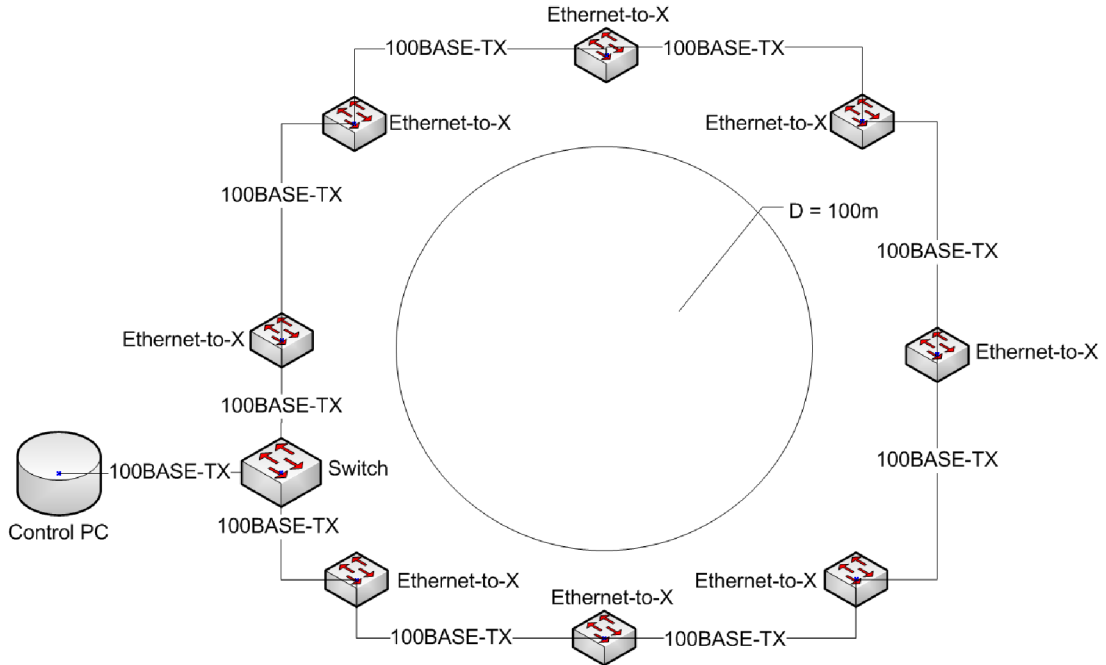 Ethernet-to-X
100BASE-TX
100BASE-TX
Ethernet-to-X
Ethernet-to-X
100BASE-TX
D = 100m
100BASE-TX
Ethernet-to-X
Ethernet-to-X
100BASE-TX
100BASE-TX
Switch
100BASE-TX
100BASE-TX
Control PC
Ethernet-to-X
Ethernet-to-X
Ethernet-to-X
100BASE-TX
100BASE-TX